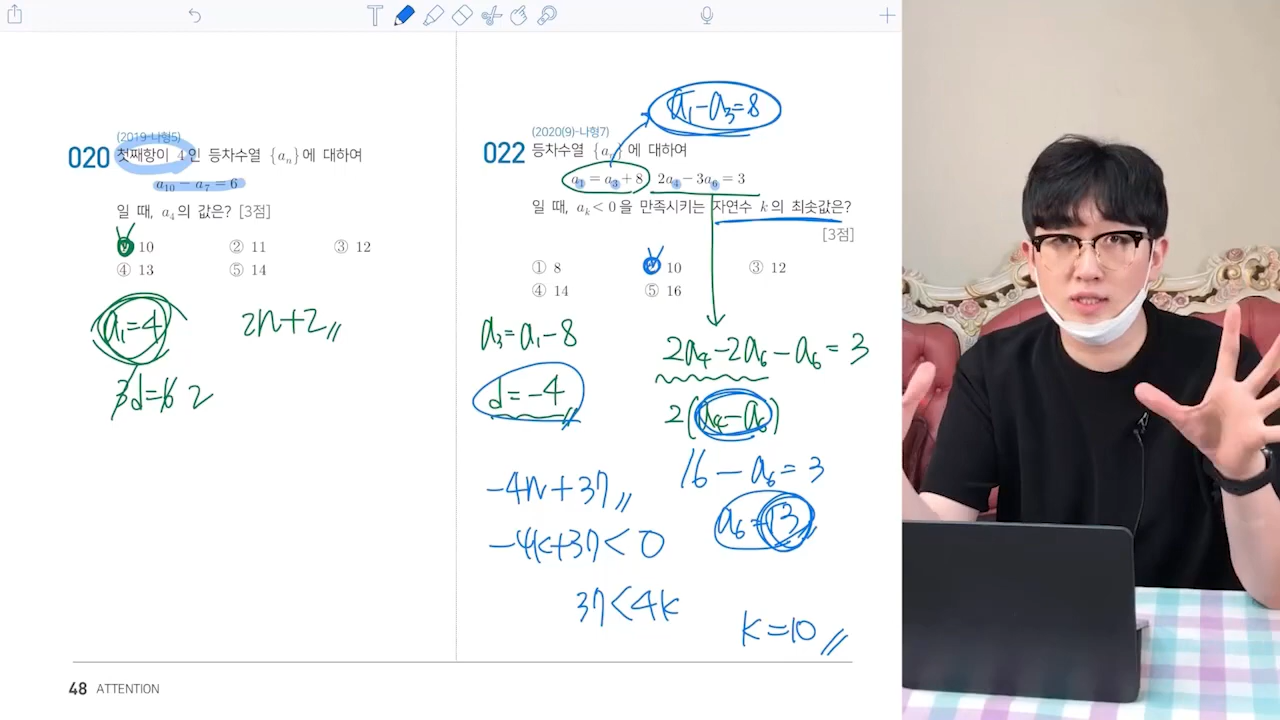 (2019-나형5)
020 첫째항이 4인 등차수열 {aₙ}에 대하여
a₁₀ − a₇ = 6
일 때, a₄의 값은? [3점]
① 10 ② 11 ③ 12
④ 13 ⑤ 14
a₁=4
2n+2
3d=6 2
a₁−a₃=8
(2020(9)-나형7)
022 등차수열 {aₙ}에 대하여
a₁ = a₃ + 8 2a₄ − 3a₆ = 3
일 때, aₖ < 0을 만족시키는 자연수 k의 최솟값은?
[3점]
① 8 ② 10 ③ 12
④ 14 ⑤ 16
a₃=a₁−8
d=−4
−4n+37
−4k+37<0
37<4k
2a₄−2a₆−a₆=3
2(a₄−a₆)
16−a₆=3
a₆=13
k=10
48 ATTENTION